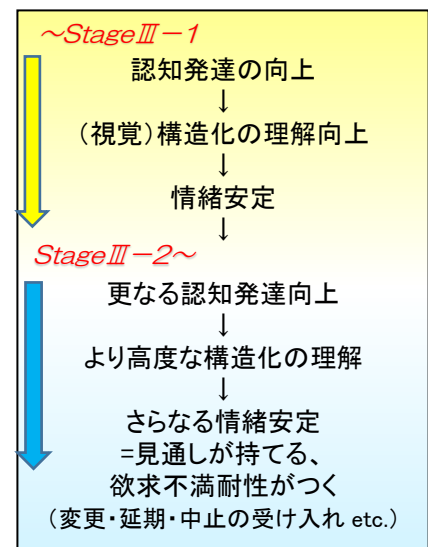 ～StageⅢ－1
認知発達の向上
↓
（視覚）構造化の理解向上
↓
情緒安定
↓
StageⅢ－2～
更なる認知発達向上
↓
より高度な構造化の理解
↓
さらなる情緒安定
=見通しが持てる、
欲求不満耐性がつく
（変更・延期・中止の受け入れ etc.）